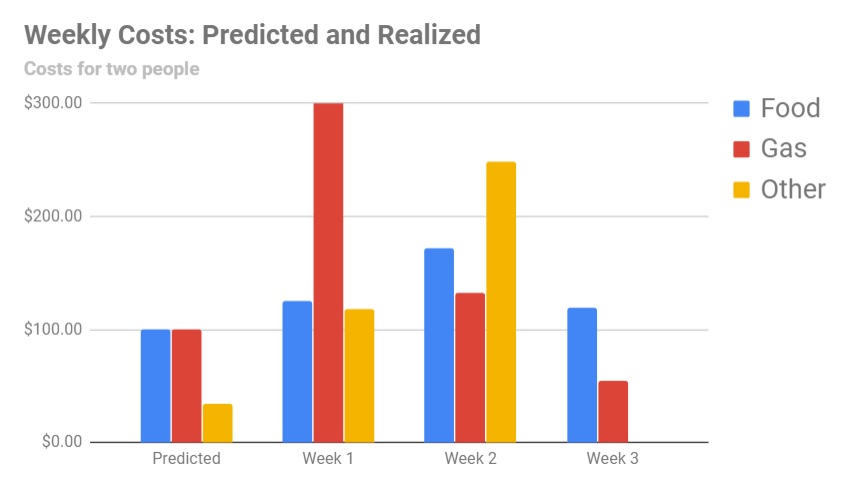 Weekly Costs: Predicted and Realized
Costs for two people
$300.00
$200.00
$100.00
$0.00
Predicted
Week 1
Week 2
Week 3
Food
Gas
Other